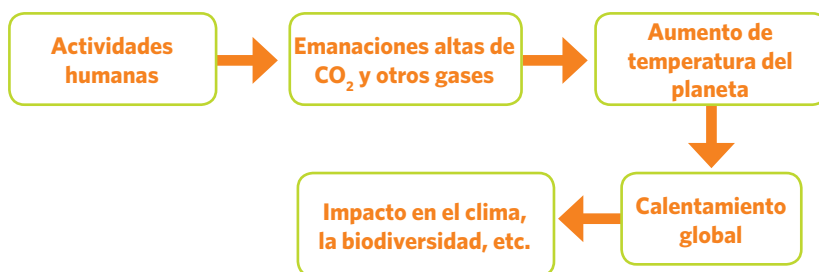 Actividades
humanas
Emanaciones altas de
CO₂ y otros gases
Aumento de
temperatura del
planeta
Calentamiento
global
Impacto en el clima,
la biodiversidad, etc.